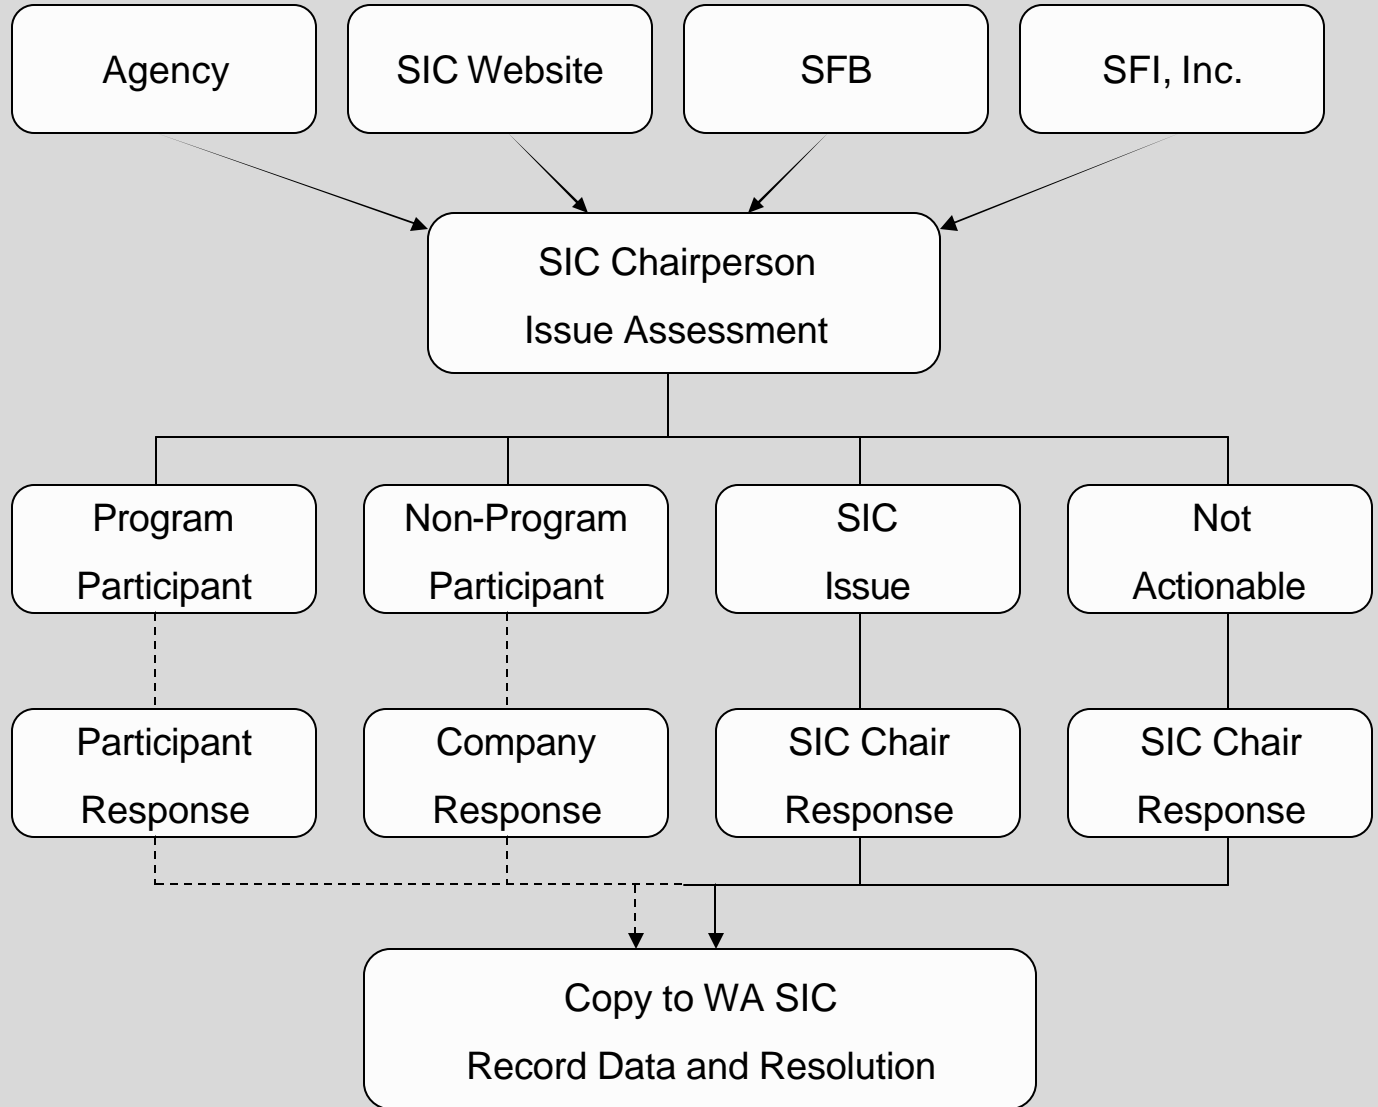 Agency
SIC Website
SFB
SFI, Inc.
SIC Chairperson
Issue Assessment
Program
Participant
Non-Program
Participant
SIC
Issue
Not
Actionable
Participant
Response
Company
Response
SIC Chair
Response
SIC Chair
Response
Copy to WA SIC
Record Data and Resolution